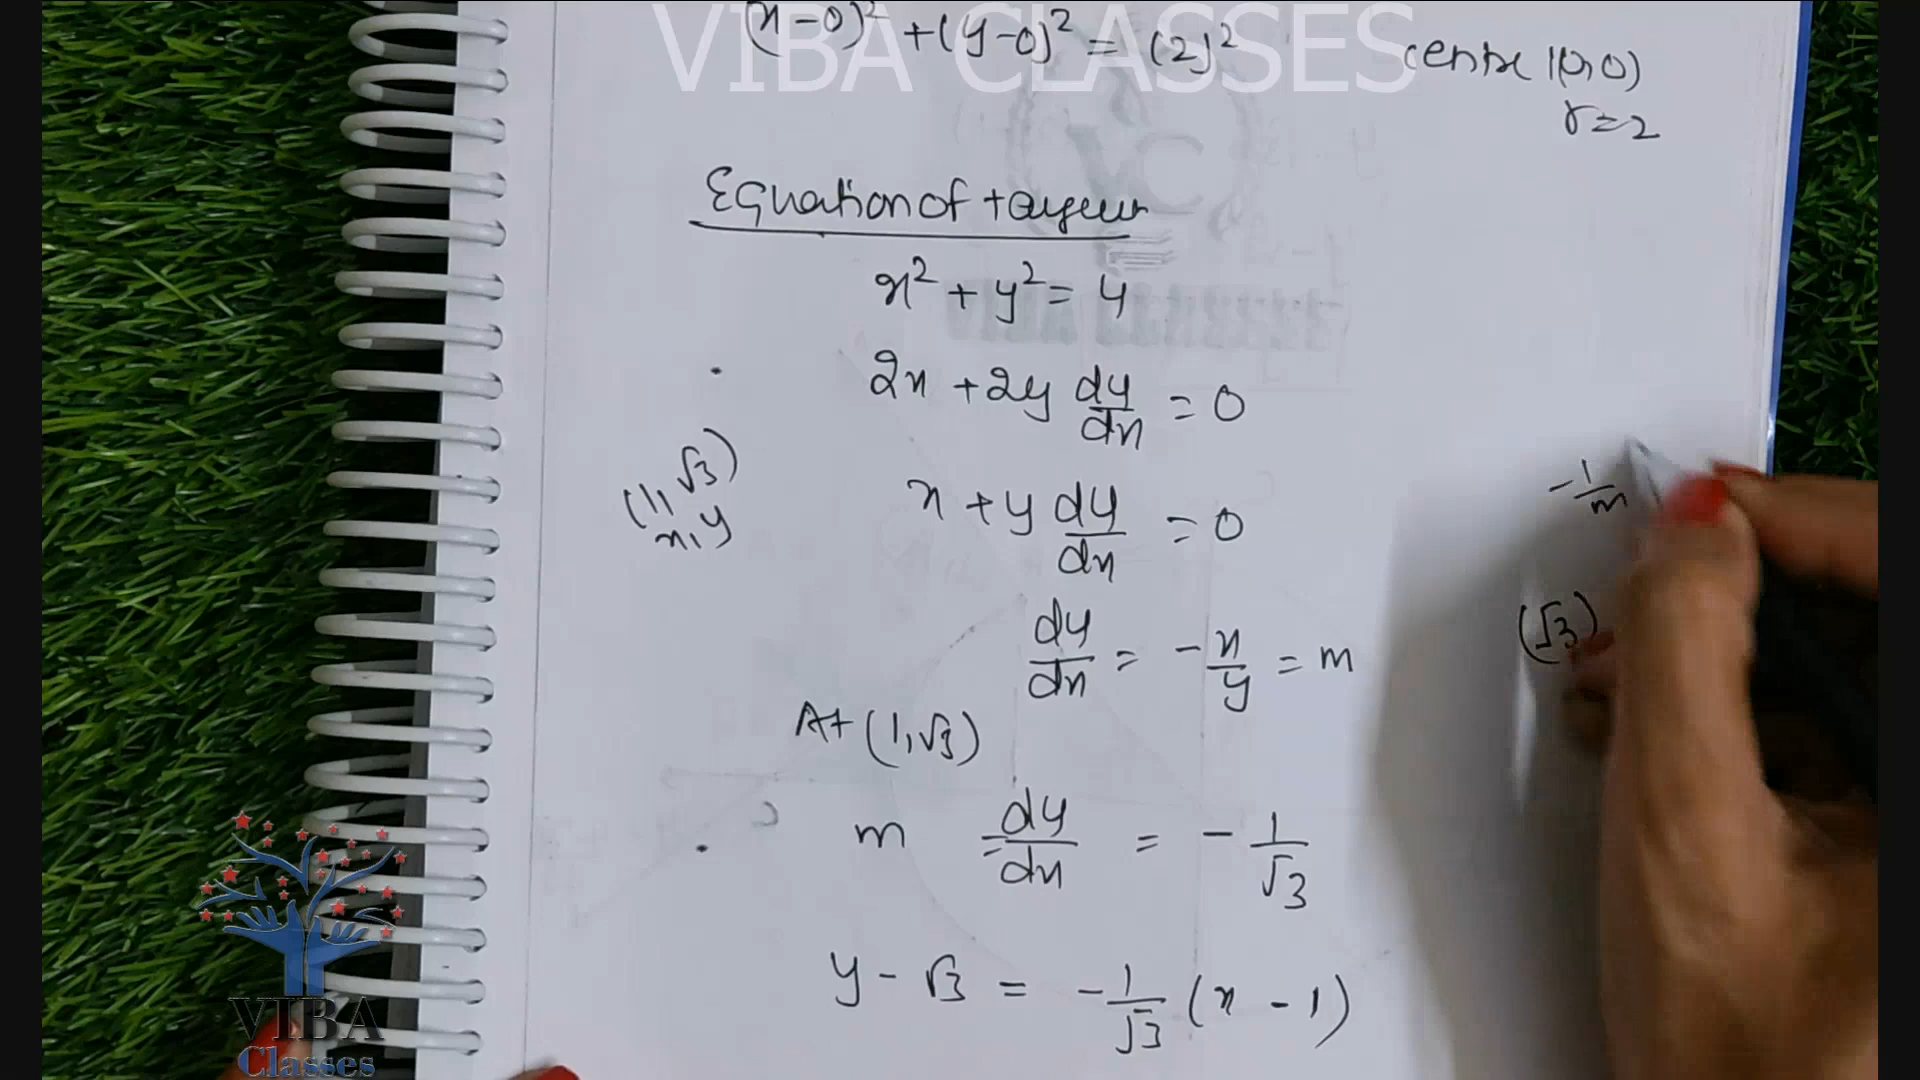 (x-0)² + (y-0)² = (2)²
centre (0,0)
r=2
VIBA CLASSES
Equation of
x² + y² = 4
2x + 2y dy/dx = 0
(1, √3)
x, y
x + y dy/dx = 0
-1/m
dy/dx = -x/y = m
(√3)
At (1,√3)
m = dy/dx = -1/√3
y - √3 = -1/√3 (x - 1)
VIBA
Classes